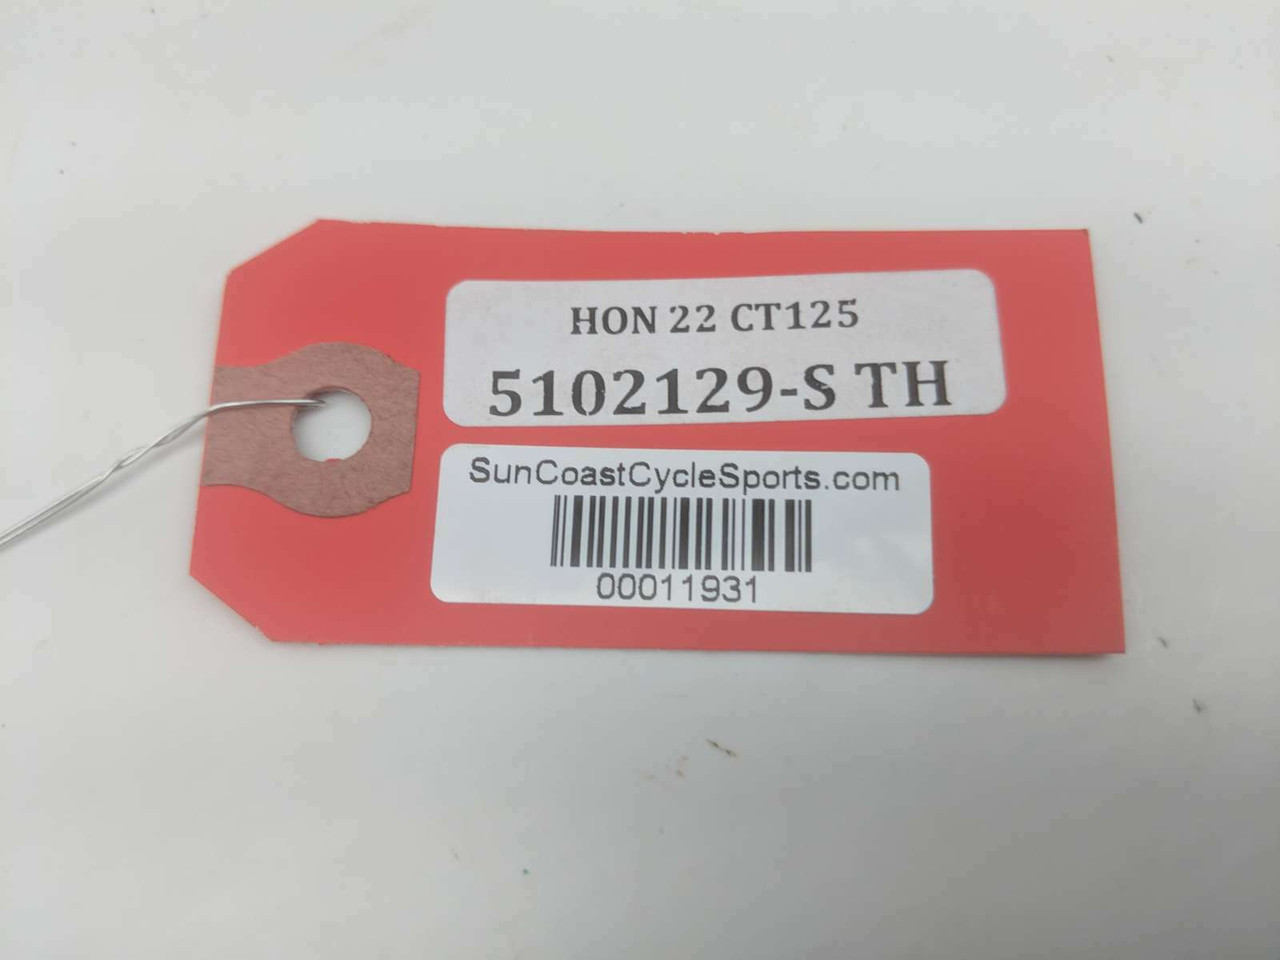 HON 22 CT125
5102129-S TH
SunCoastCycleSports.com
00011931